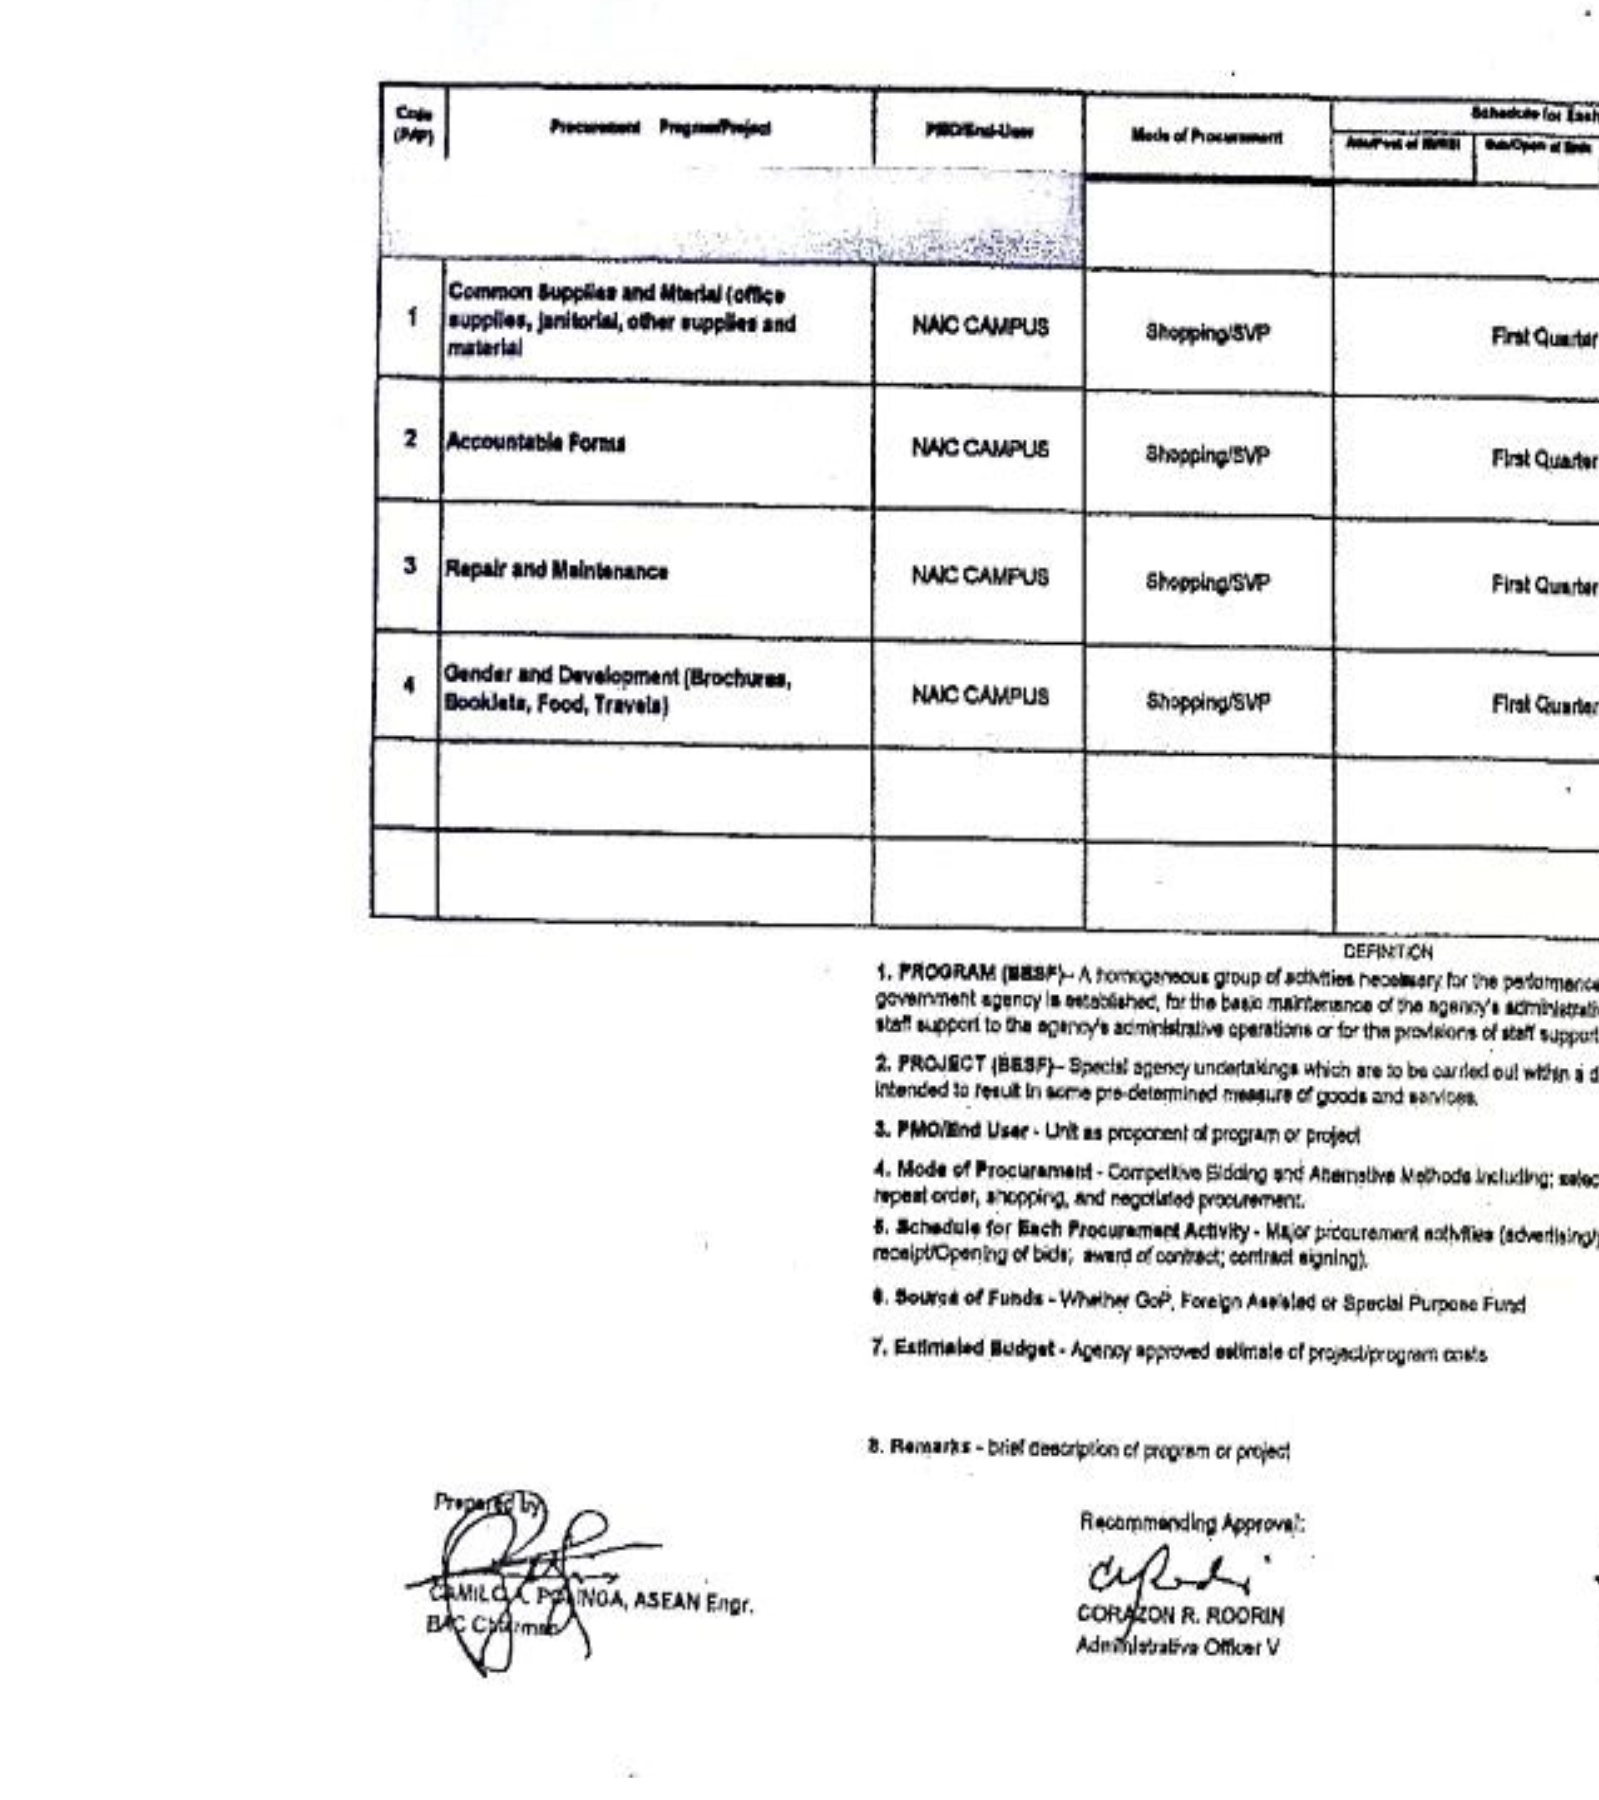 Code
(PAP)
Procurement Program/Project
PMO/End-User
Mode of Procurement
Schedule for Each
Ads/Post of IB/REI
Sub/Open of Bids
1
Common Supplies and Mterial (office
supplies, janitorial, other supplies and
material
NAIC CAMPUS
Shopping/SVP
First Quarter
2
Accountable Forms
NAIC CAMPUS
Shopping/SVP
First Quarter
3
Repair and Maintenance
NAIC CAMPUS
Shopping/SVP
First Quarter
4
Gender and Development (Brochures,
Booklets, Food, Travels)
NAIC CAMPUS
Shopping/SVP
First Quarter
DEFINITION
1. PROGRAM (BESF)– A homogeneous group of activities necessary for the performance
government agency is established, for the basic maintenance of the agency's
staff support to the agency's administrative operations or for the provisions of staff support
2. PROJECT (BESF)– Special agency undertakings which are to be carried out within a d
intended to result in some pre-determined measure of goods and services.
3. PMO/End User - Unit as proponent of program or project
4. Mode of Procurement - Competitive Bidding and Alternative Methods including; selec
repeat order, shopping, and negotiated procurement.
5. Schedule for Each Procurement Activity - Major procurement activities (advertising/
receipt/Opening of bids; award of contract; contract signing).
6. Source of Funds - Whether GoP, Foreign Assisted or Special Purpose Fund
7. Estimated Budget - Agency approved estimate of project/program costs
8. Remarks - brief description of program or project
Prepared by
ASEAN Engr.
BAC Chairman
Recommending Approval:
CORAZON R. ROORIN
Administrative Officer V